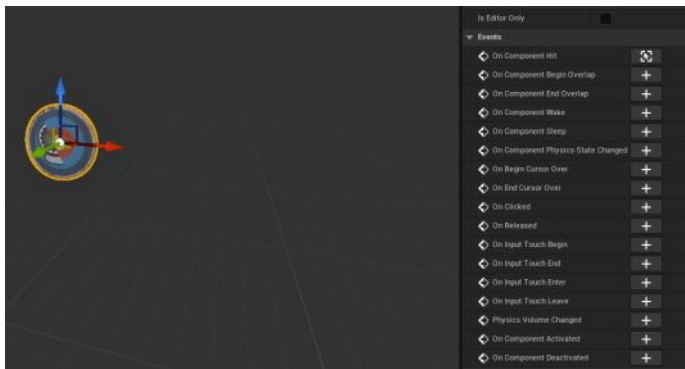 Is Editor Only
Events
On Component Hit
On Component Begin Overlap
On Component End Overlap
On Component Wake
On Component Sleep
On Component Physics State Changed
On Begin Cursor Over
On End Cursor Over
On Clicked
On Released
On Input Touch Begin
On Input Touch End
On Input Touch Enter
On Input Touch Leave
Physics Volume Changed
On Component Activated
On Component Deactivated